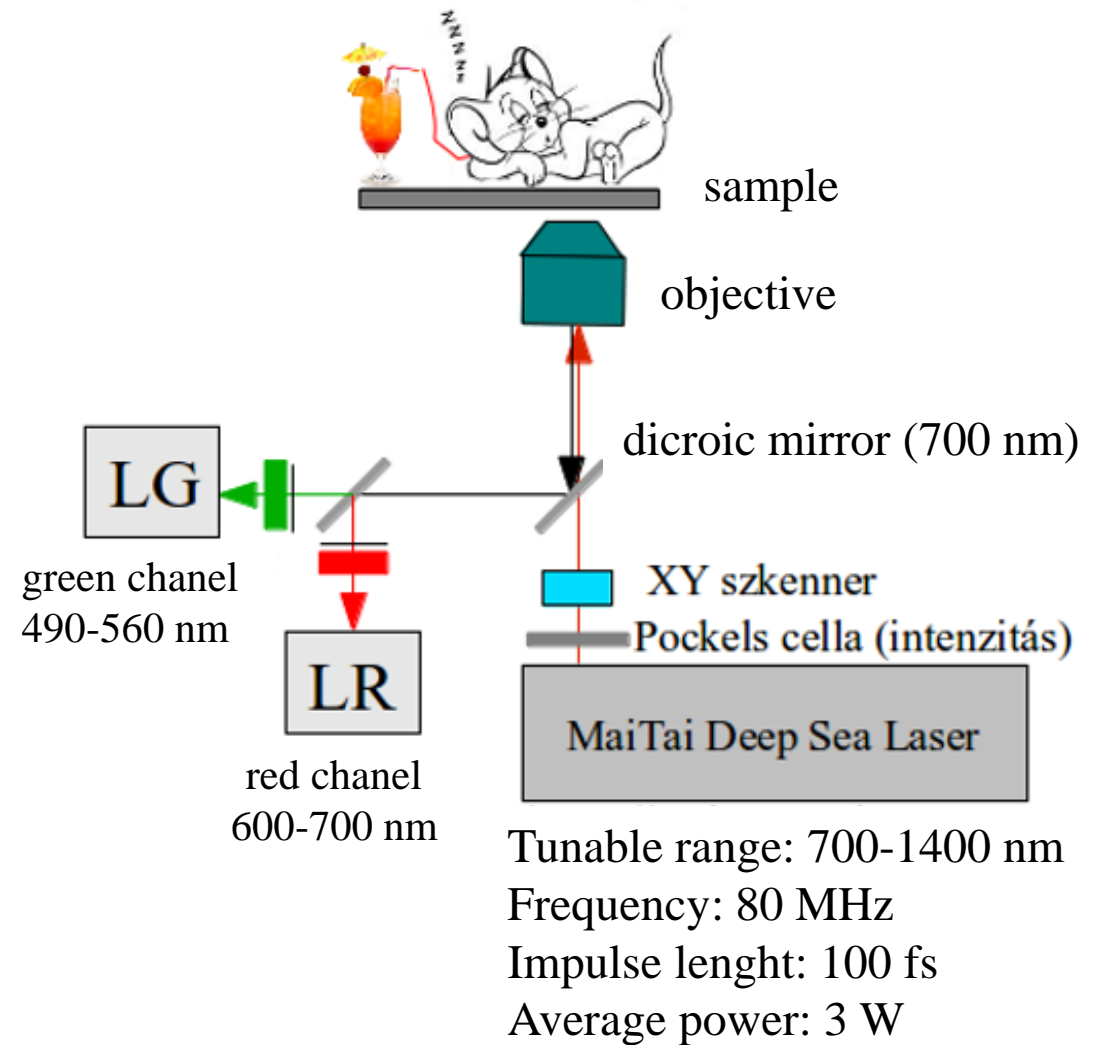 zzzzzz
sample
objective
dicroic mirror (700 nm)
LG
green chanel
490-560 nm
XY szkenner
Pockels cella (intenzitás)
LR
MaiTai Deep Sea Laser
red chanel
600-700 nm
Tunable range: 700-1400 nm
Frequency: 80 MHz
Impulse lenght: 100 fs
Average power: 3 W